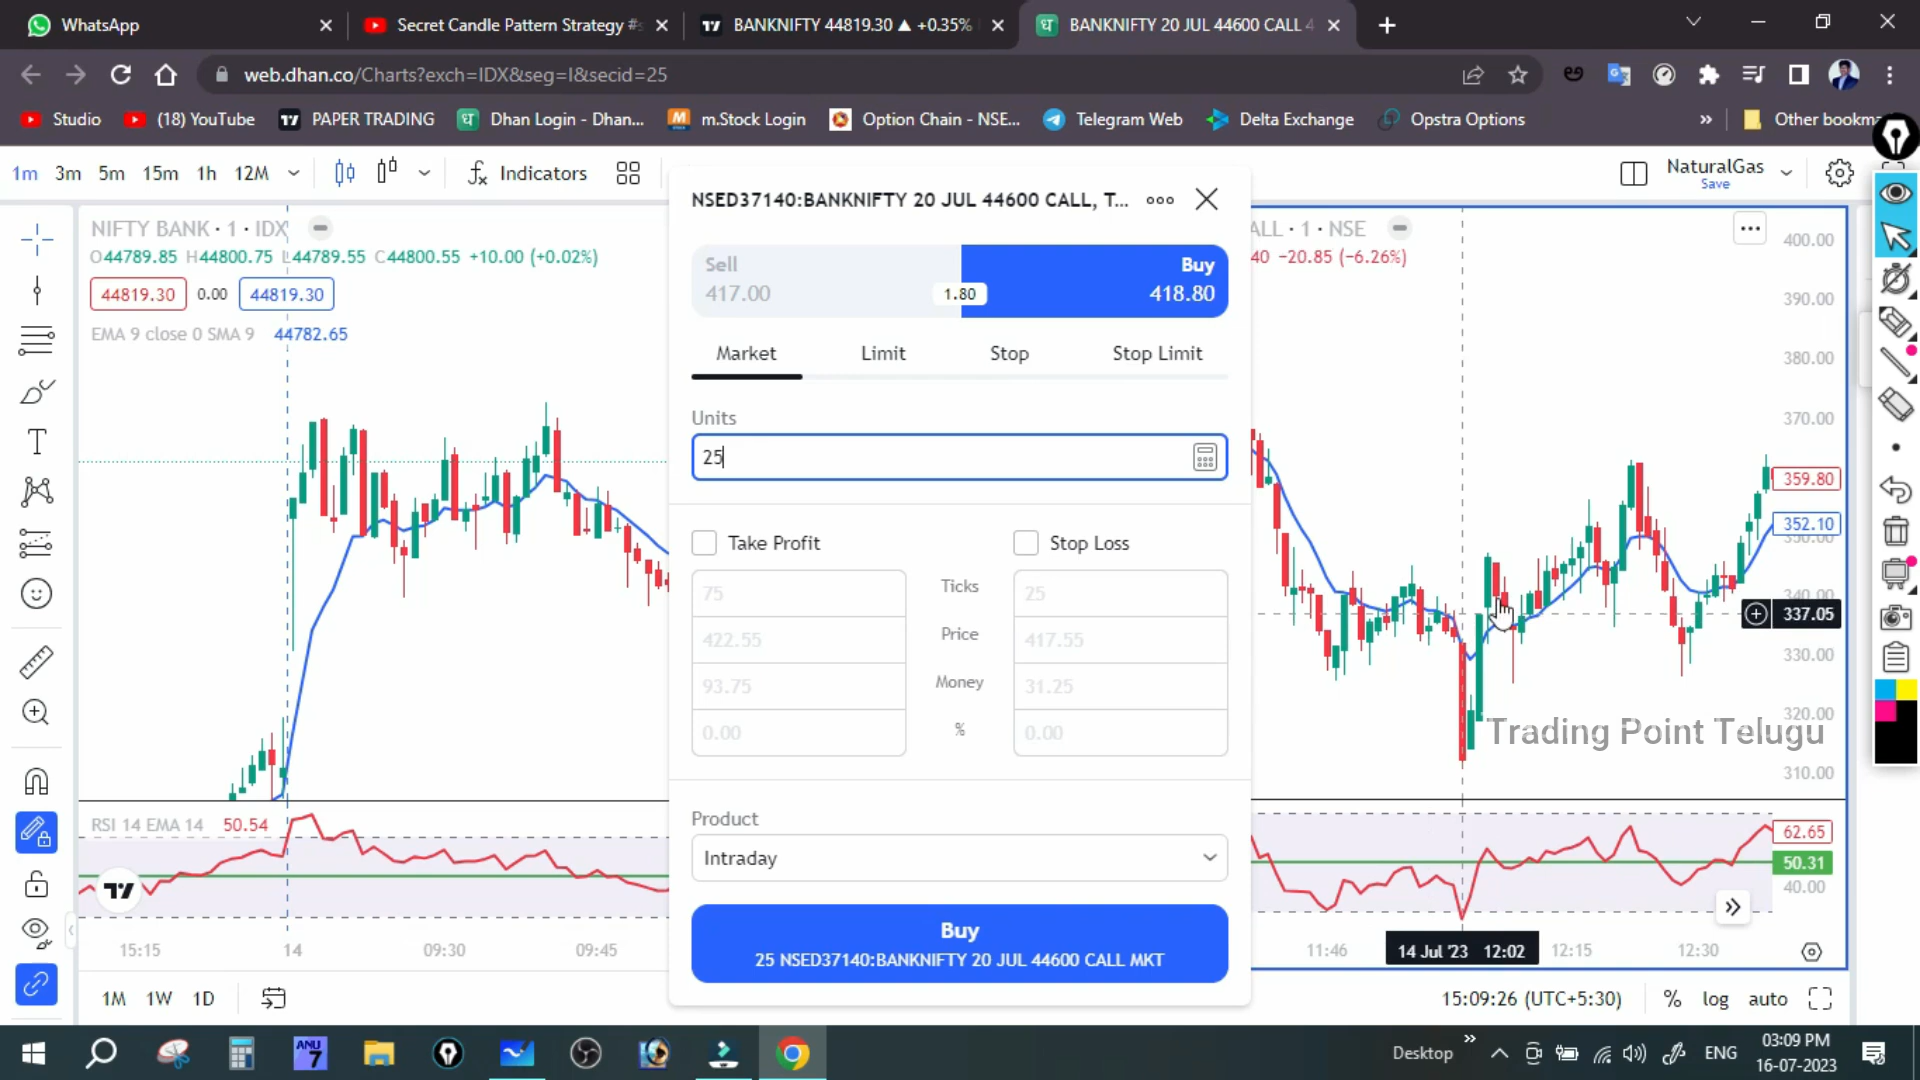 WhatsApp
Secret Candle Pattern Strategy #s
BANKNIFTY 44819.30 ▲ +0.35%
BANKNIFTY 20 JUL 44600 CALL 4
web.dhan.co/Charts?exch=IDX&seg=I&secid=25
Studio
(18) YouTube
PAPER TRADING
Dhan Login - Dhan...
m.Stock Login
Option Chain - NSE...
Telegram Web
Delta Exchange
Opstra Options
»
Other bookma
1m 3m 5m 15m 1h 12M
Indicators
NaturalGas
Save
NIFTY BANK · 1 · IDX
O44789.85 H44800.75 L44789.55 C44800.55 +10.00 (+0.02%)
44819.30 0.00 44819.30
EMA 9 close 0 SMA 9 44782.65
NSED37140:BANKNIFTY 20 JUL 44600 CALL, T...
Sell
417.00
1.80
Buy
418.80
Market Limit Stop Stop Limit
Units
25
Take Profit
Stop Loss
75 Ticks 25
422.55 Price 417.55
93.75 Money 31.25
0.00 % 0.00
Product
Intraday
Buy
25 NSED37140:BANKNIFTY 20 JUL 44600 CALL MKT
ALL · 1 · NSE
40 −20.85 (−6.26%)
400.00
390.00
380.00
370.00
359.80
352.10
337.05
330.00
320.00
310.00
Trading Point Telugu
RSI 14 EMA 14 50.54
62.65
50.31
40.00
15:15 14 09:30 09:45
11:46 14 Jul '23 12:02 12:15 12:30
1M 1W 1D
15:09:26 (UTC+5:30) % log auto
ANU
7
Desktop
»
ENG
03:09 PM
16-07-2023